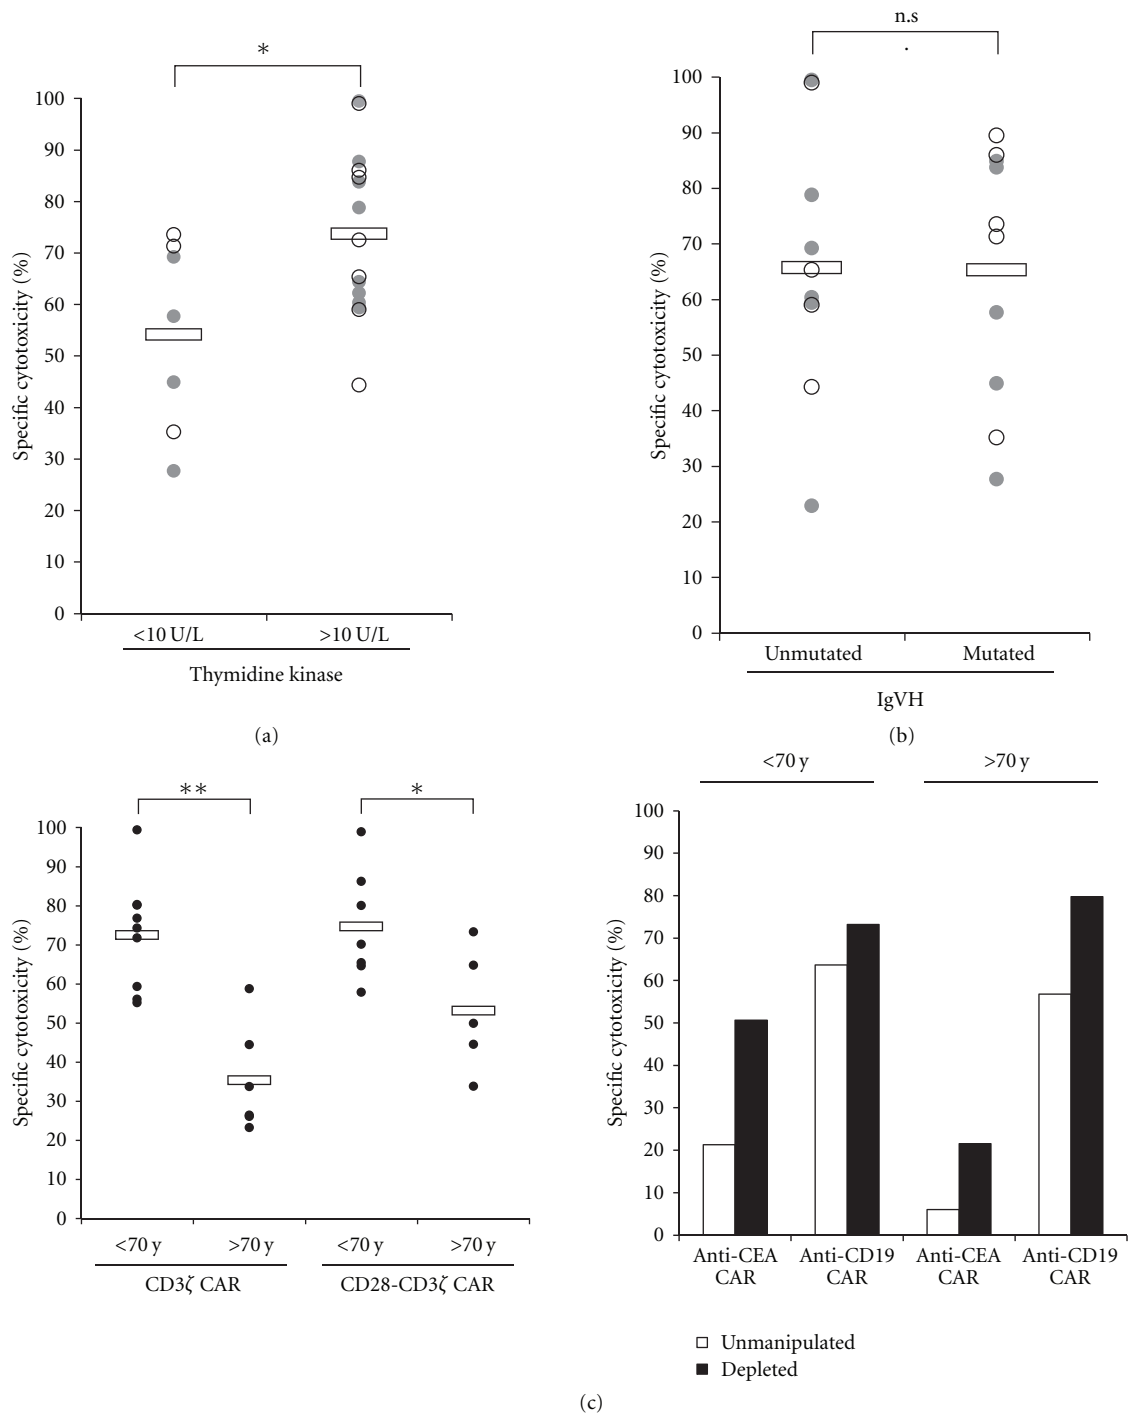 *
100
90
80
70
60
50
40
30
20
10
0
Specific cytotoxicity (%)
<10 U/L >10 U/L
Thymidine kinase
(a)
n.s
.
100
90
80
70
60
50
40
30
20
10
0
Specific cytotoxicity (%)
Unmutated Mutated
IgVH
(b)
** *
100
90
80
70
60
50
40
30
20
10
0
Specific cytotoxicity (%)
<70 y >70 y <70 y >70 y
CD3ζ CAR CD28-CD3ζ CAR
<70 y >70 y
100
90
80
70
60
50
40
30
20
10
0
Specific cytotoxicity (%)
Anti-CEA Anti-CD19 Anti-CEA Anti-CD19
CAR CAR CAR CAR
Unmanipulated
Depleted
(c)